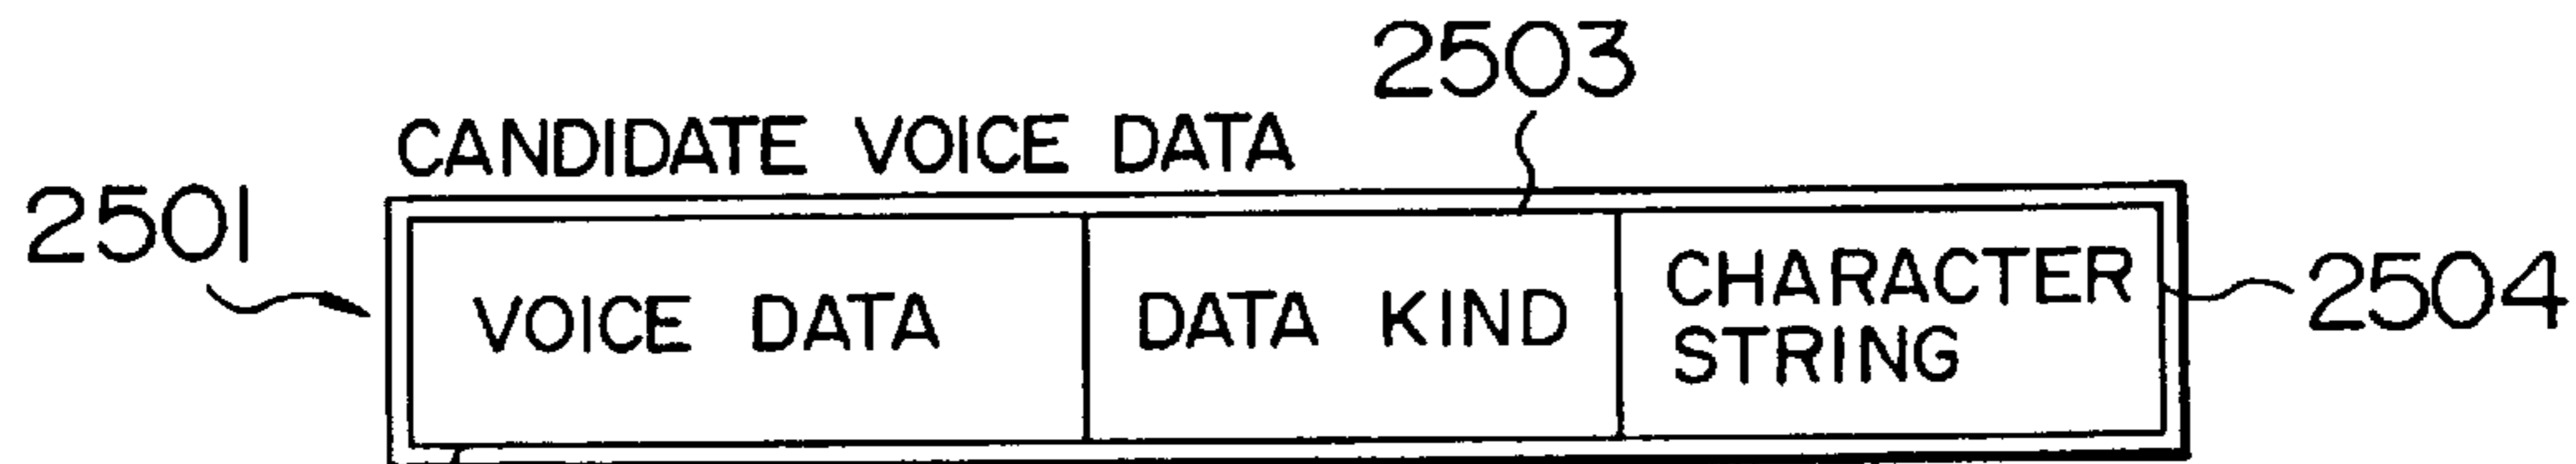 2503
CANDIDATE VOICE DATA
2501
VOICE DATA
DATA KIND
CHARACTER
STRING
2504